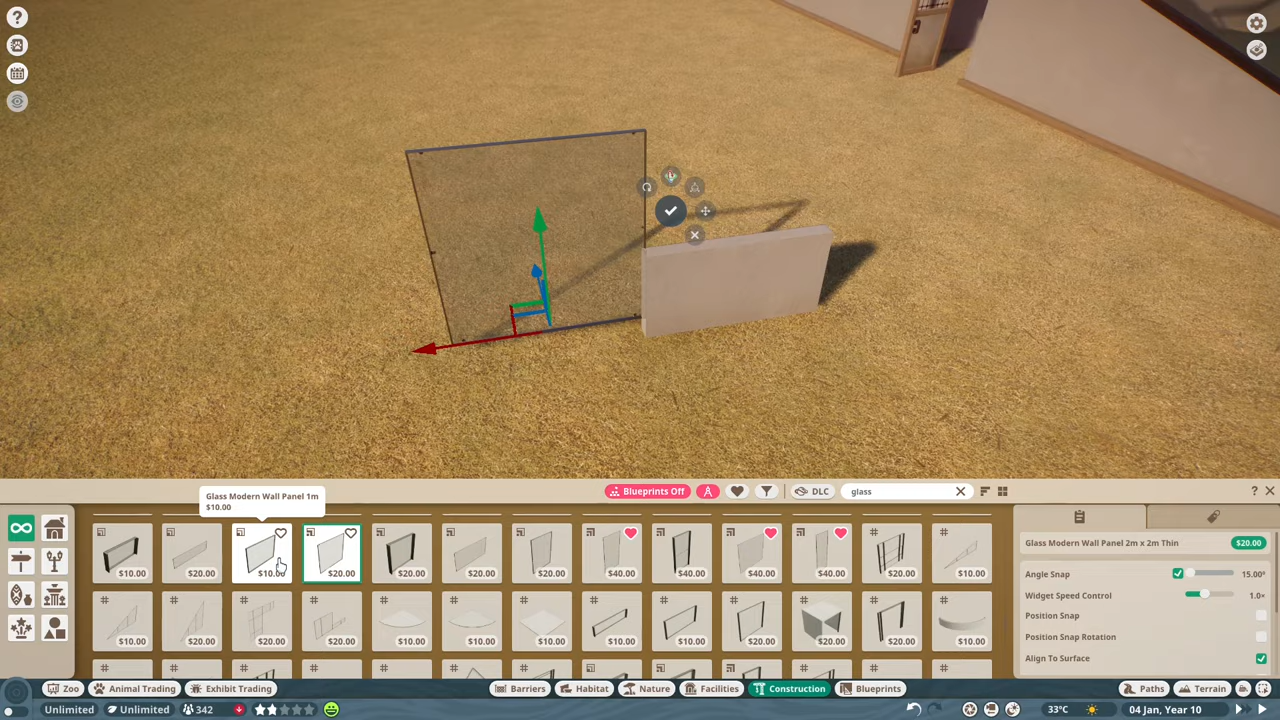 Glass Modern Wall Panel 1m
$10.00
Blueprints Off
DLC
glass
?
$10.00 $20.00 $10.00 $20.00 $20.00 $20.00 $20.00 $40.00 $40.00 $40.00 $40.00 $20.00 $10.00
$10.00 $20.00 $20.00 $20.00 $10.00 $10.00 $10.00 $10.00 $10.00 $20.00 $20.00 $20.00 $10.00
Glass Modern Wall Panel 2m x 2m Thin $20.00
Angle Snap 15.00°
Widget Speed Control 1.0×
Position Snap
Position Snap Rotation
Align To Surface
Zoo Animal Trading Exhibit Trading Barriers Habitat Nature Facilities Construction Blueprints Paths Terrain
Unlimited Unlimited 342 33°C 04 Jan, Year 10